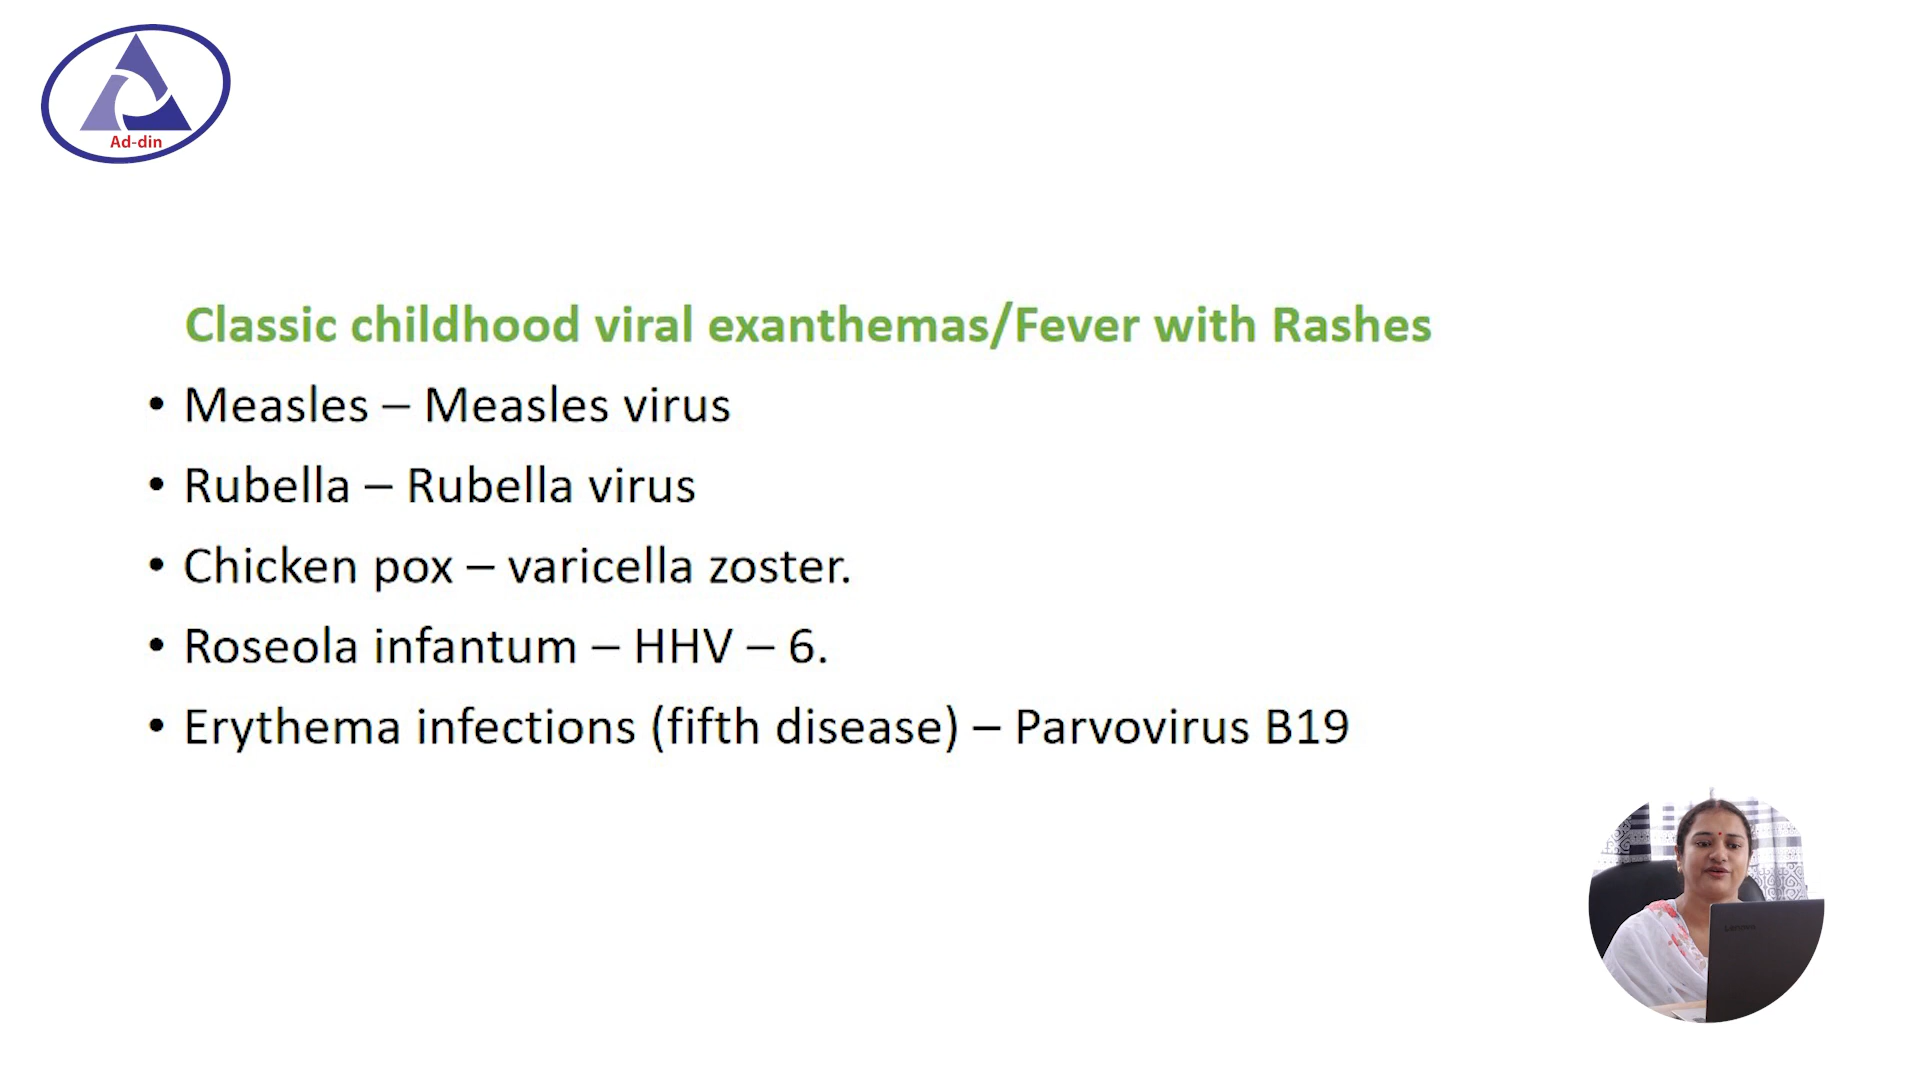 Ad-din
Classic childhood viral exanthemas/Fever with Rashes
• Measles – Measles virus
• Rubella – Rubella virus
• Chicken pox – varicella zoster.
• Roseola infantum – HHV – 6.
• Erythema infections (fifth disease) – Parvovirus B19
Lenovo